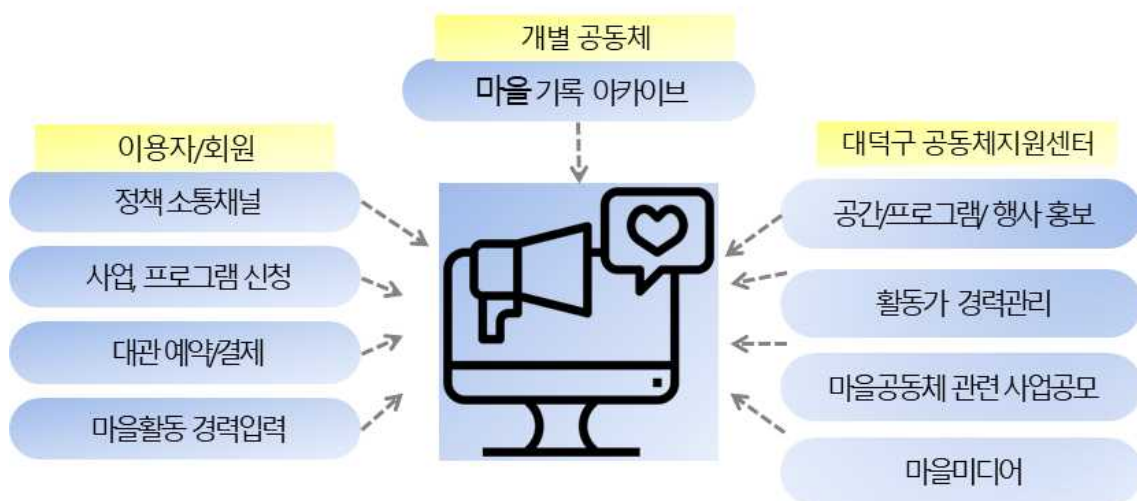 개별 공동체
마을 기록 아카이브
이용자/회원
정책 소통채널
사업, 프로그램 신청
대관 예약/결제
마을활동 경력입력
대덕구 공동체지원센터
공간/프로그램/ 행사 홍보
활동가 경력관리
마을공동체 관련 사업공모
마을미디어